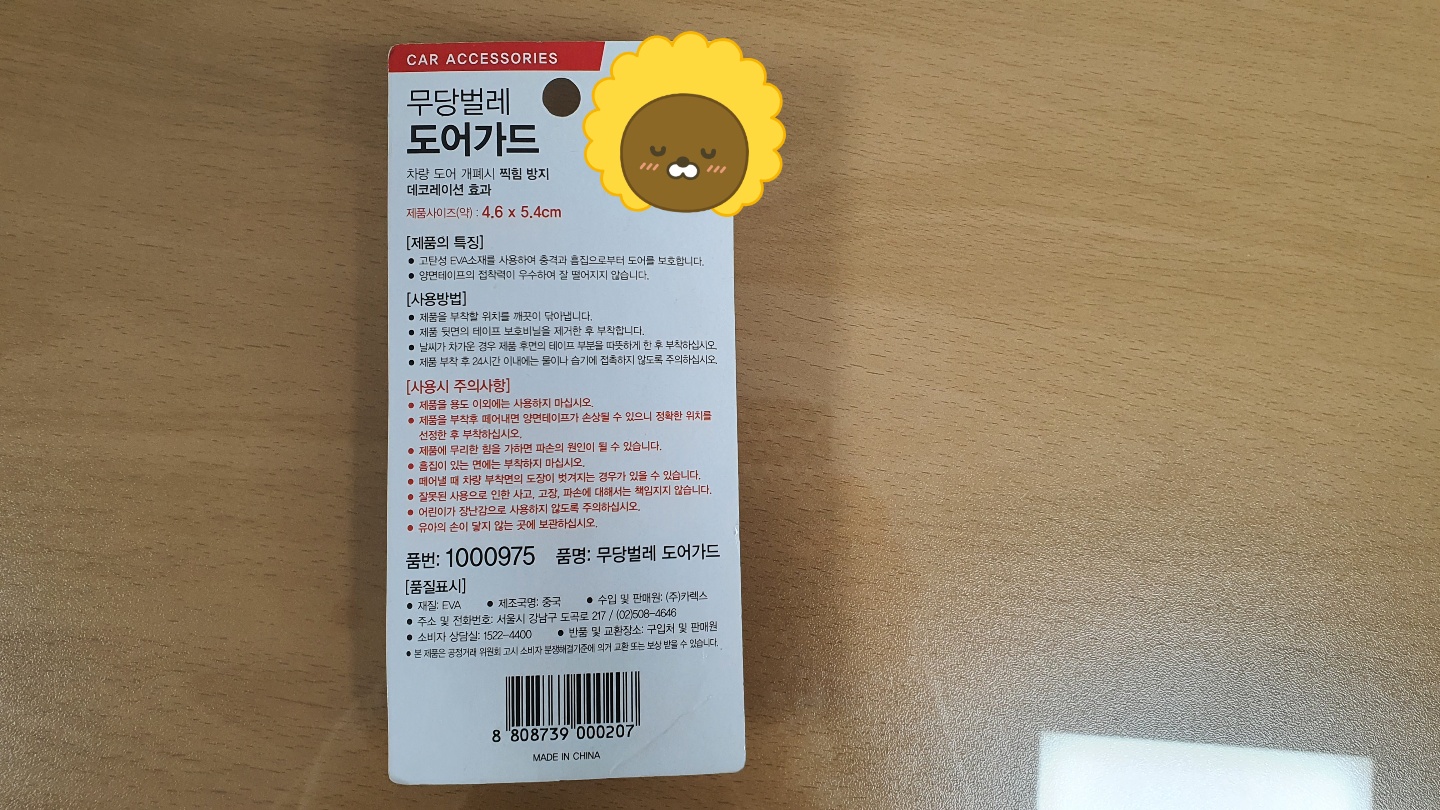 CAR ACCESSORIES
무당벌레
도어가드
차량 도어 개폐시 찍힘 방지
데코레이션 효과
제품사이즈(약) : 4.6 x 5.4cm
[제품의 특징]
● 고탄성 EVA소재를 사용하여 충격과 흠집으로부터 도어를 보호합니다.
● 양면테이프의 접착력이 우수하여 잘 떨어지지 않습니다.
[사용방법]
● 제품을 부착할 위치를 깨끗이 닦아냅니다.
● 제품 뒷면의 테이프 보호비닐을 제거한 후 부착합니다.
● 날씨가 차가운 경우 제품 후면의 테이프 부분을 따뜻하게 한 후 부착하십시오.
● 제품 부착 후 24시간 이내에는 물이나 습기에 접촉하지 않도록 주의하십시오.
[사용시 주의사항]
● 제품을 용도 이외에는 사용하지 마십시오.
● 제품을 부착후 떼어내면 양면테이프가 손상될 수 있으니 정확한 위치를
선정한 후 부착하십시오.
● 제품에 무리한 힘을 가하면 파손의 원인이 될 수 있습니다.
● 흠집이 있는 면에는 부착하지 마십시오.
● 떼어낼 때 차량 부착면의 도장이 벗겨지는 경우가 있을 수 있습니다.
● 잘못된 사용으로 인한 사고, 고장, 파손에 대해서는 책임지지 않습니다.
● 어린이가 장난감으로 사용하지 않도록 주의하십시오.
● 유아의 손이 닿지 않는 곳에 보관하십시오.
품번: 1000975 품명: 무당벌레 도어가드
[품질표시]
● 재질: EVA ● 제조국명: 중국 ● 수입 및 판매원: (주)카렉스
● 주소 및 전화번호: 서울시 강남구 도곡로 217 / (02)508-4646
● 소비자 상담실: 1522-4400 ● 반품 및 교환장소: 구입처 및 판매원
● 본 제품은 공정거래 위원회 고시 소비자 분쟁해결기준에 의거 교환 또는 보상 받을 수 있습니다.
8 808739 000207
MADE IN CHINA